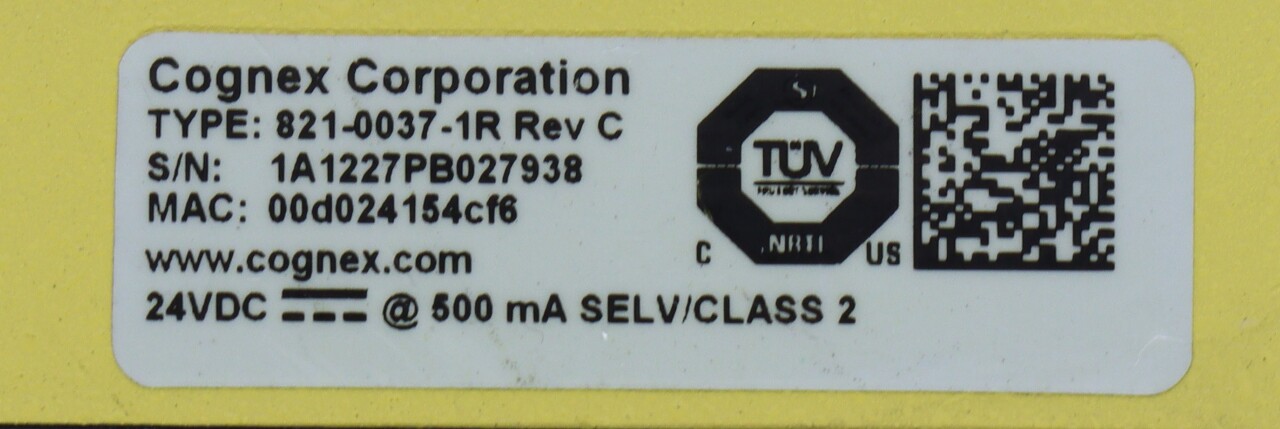 Cognex Corporation
TYPE: 821-0037-1R Rev C
S/N: 1A1227PB027938
MAC: 00d024154cf6
www.cognex.com
24VDC @ 500 mA SELV/CLASS 2
TÜV
NRTL
C US